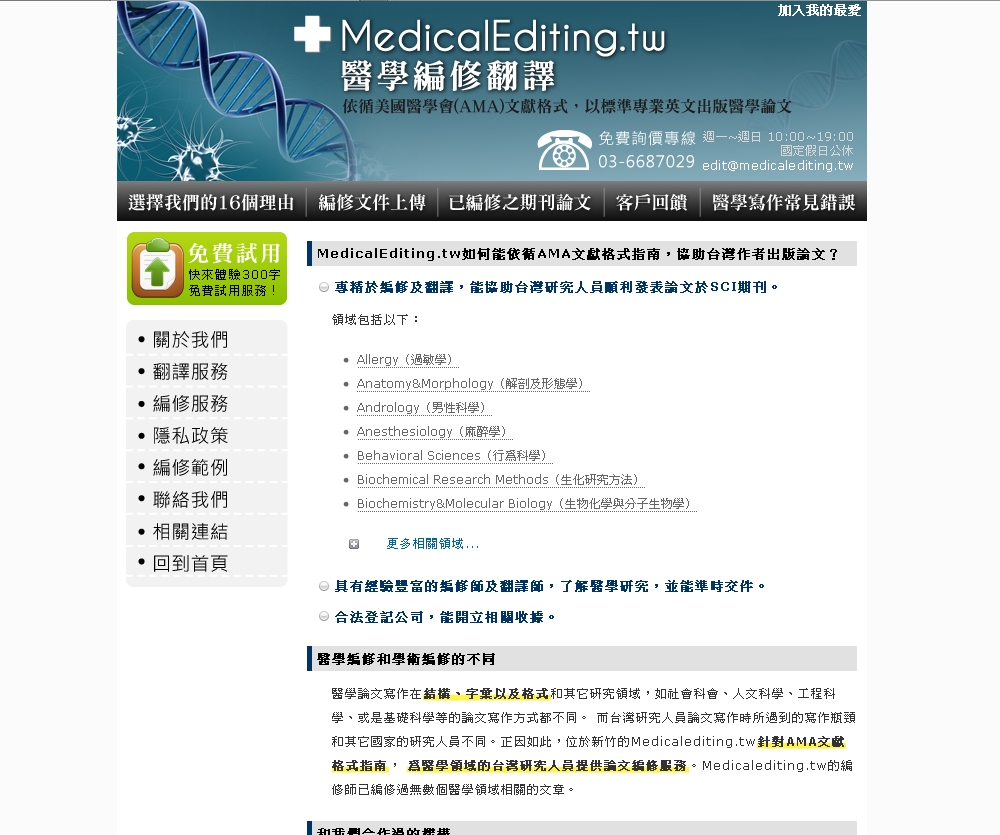 加入我的最愛
MedicalEditing.tw
醫學編修翻譯
依循美國醫學會(AMA)文獻格式，以標準專業英文出版醫學論文
免費詢價專線 週一~週日 10:00~19:00
國定假日公休
03-6687029 edit@medicalediting.tw
選擇我們的16個理由 編修文件上傳 已編修之期刊論文 客戶回饋 醫學寫作常見錯誤
免費試用
快來體驗300字
免費試用服務！
關於我們
翻譯服務
編修服務
隱私政策
編修範例
聯絡我們
相關連結
回到首頁
MedicalEditing.tw如何能依循AMA文獻格式指南，協助台灣作者出版論文？
專精於編修及翻譯，能協助台灣研究人員順利發表論文於SCI期刊。
領域包括以下：
Allergy（過敏學）
Anatomy&Morphology（解剖及形態學）
Andrology（男性科學）
Anesthesiology（麻醉學）
Behavioral Sciences（行為科學）
Biochemical Research Methods（生化研究方法）
Biochemistry&Molecular Biology（生物化學與分子生物學）
更多相關領域...
具有經驗豐富的編修師及翻譯師，了解醫學研究，並能準時交件。
合法登記公司，能開立相關收據。
醫學編修和學術編修的不同
醫學論文寫作在結構、字彙以及格式和其它研究領域，如社會科會、人文科學、工程科
學、或是基礎科學等的論文寫作方式都不同。 而台灣研究人員論文寫作時所遇到的寫作瓶頸
和其它國家的研究人員不同。正因如此，位於新竹的Medicalediting.tw針對AMA文獻
格式指南， 為醫學領域的台灣研究人員提供論文編修服務。Medicalediting.tw的編
修師已編修過無數個醫學領域相關的文章。
和我們合作過的機構